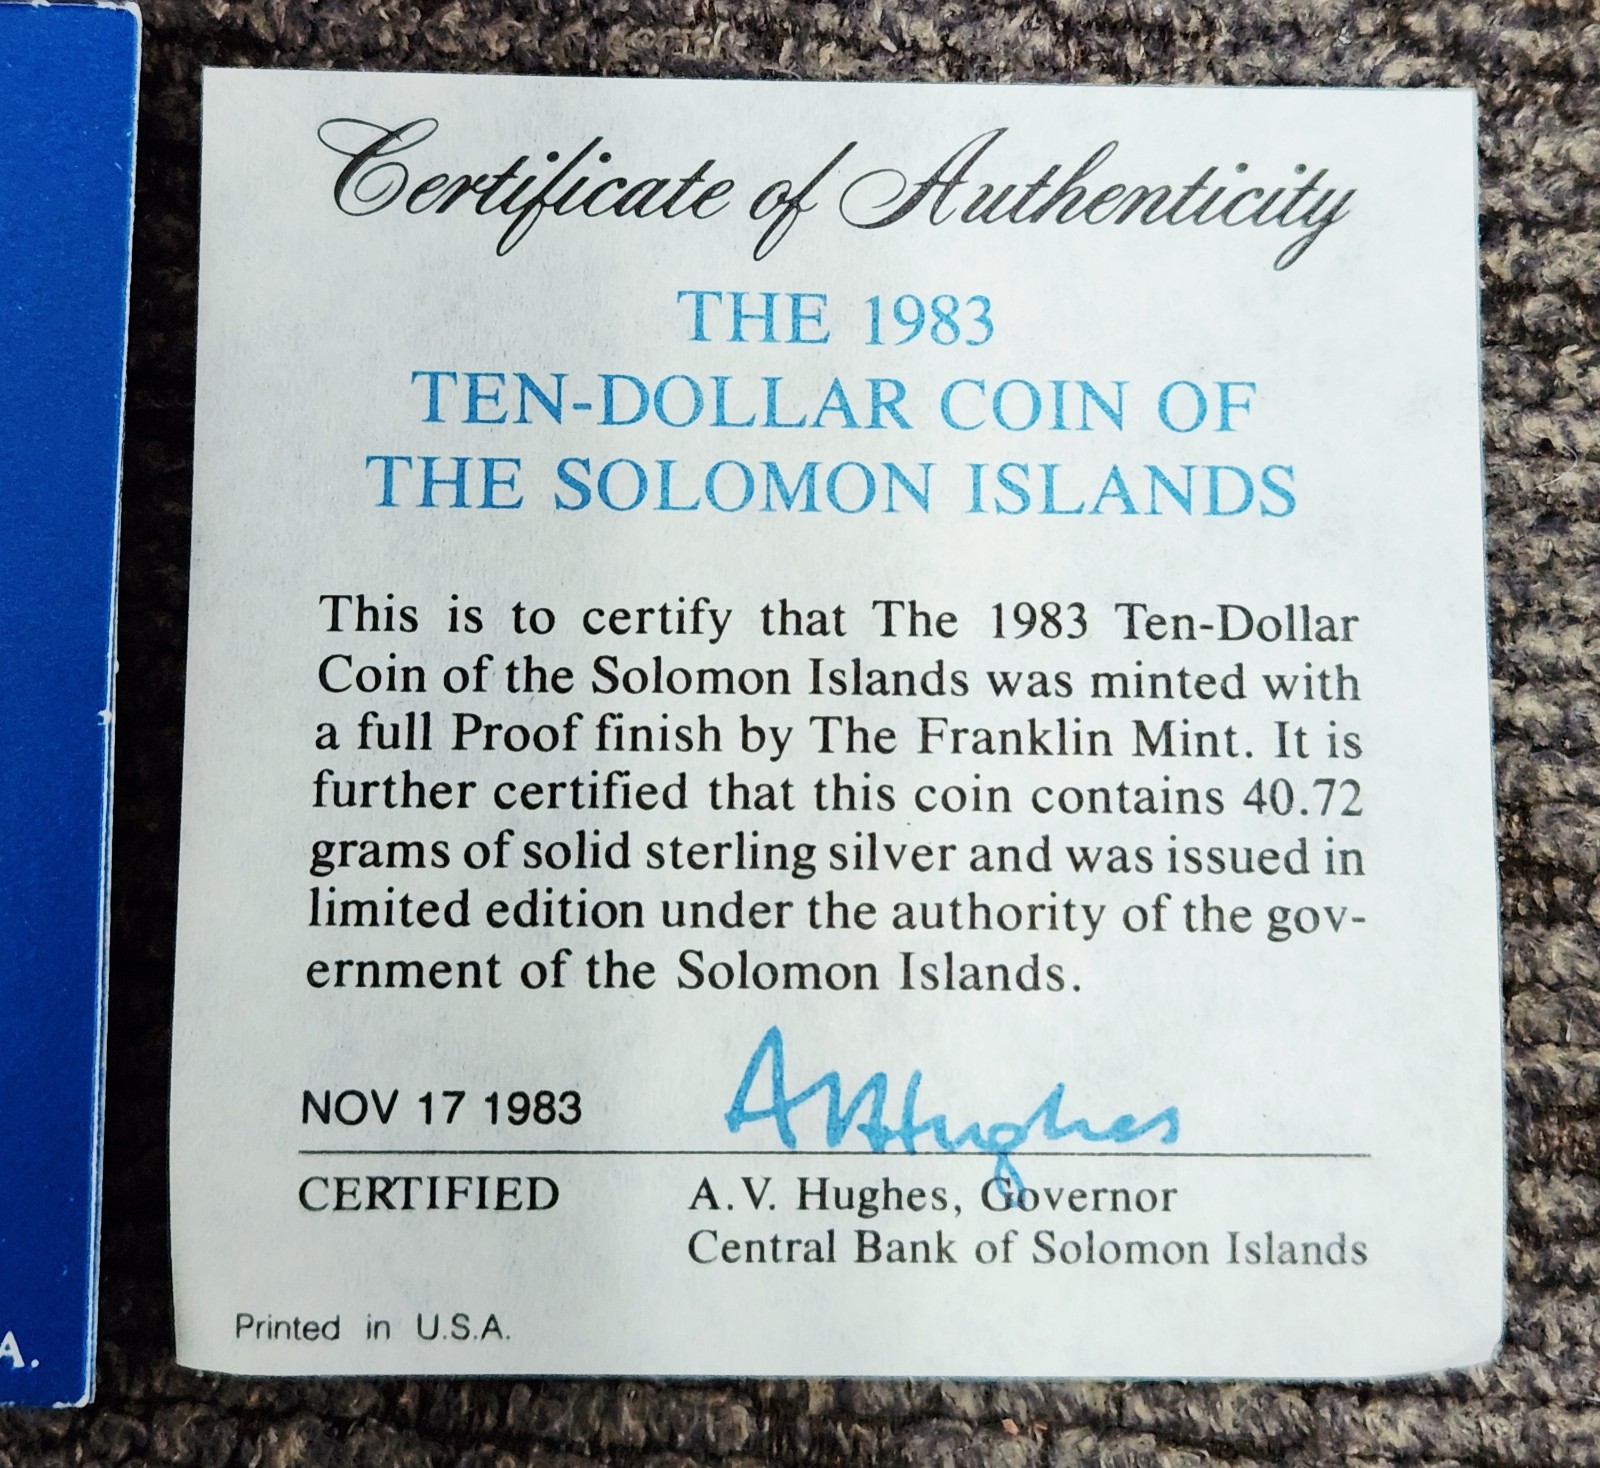 Certificate of Authenticity
THE 1983
TEN-DOLLAR COIN OF
THE SOLOMON ISLANDS
This is to certify that The 1983 Ten-Dollar
Coin of the Solomon Islands was minted with
a full Proof finish by The Franklin Mint. It is
further certified that this coin contains 40.72
grams of solid sterling silver and was issued in
limited edition under the authority of the gov-
ernment of the Solomon Islands.
NOV 17 1983
AVHughes
CERTIFIED
A.V. Hughes, Governor
Central Bank of Solomon Islands
Printed in U.S.A.
A.